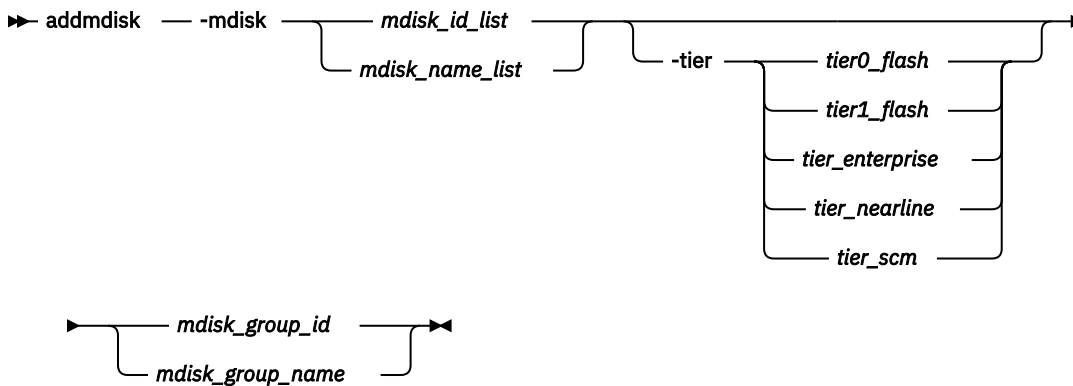 addmdisk -mdisk mdisk_id_list
mdisk_name_list
-tier tier0_flash
tier1_flash
tier_enterprise
tier_nearline
tier_scm
mdisk_group_id
mdisk_group_name